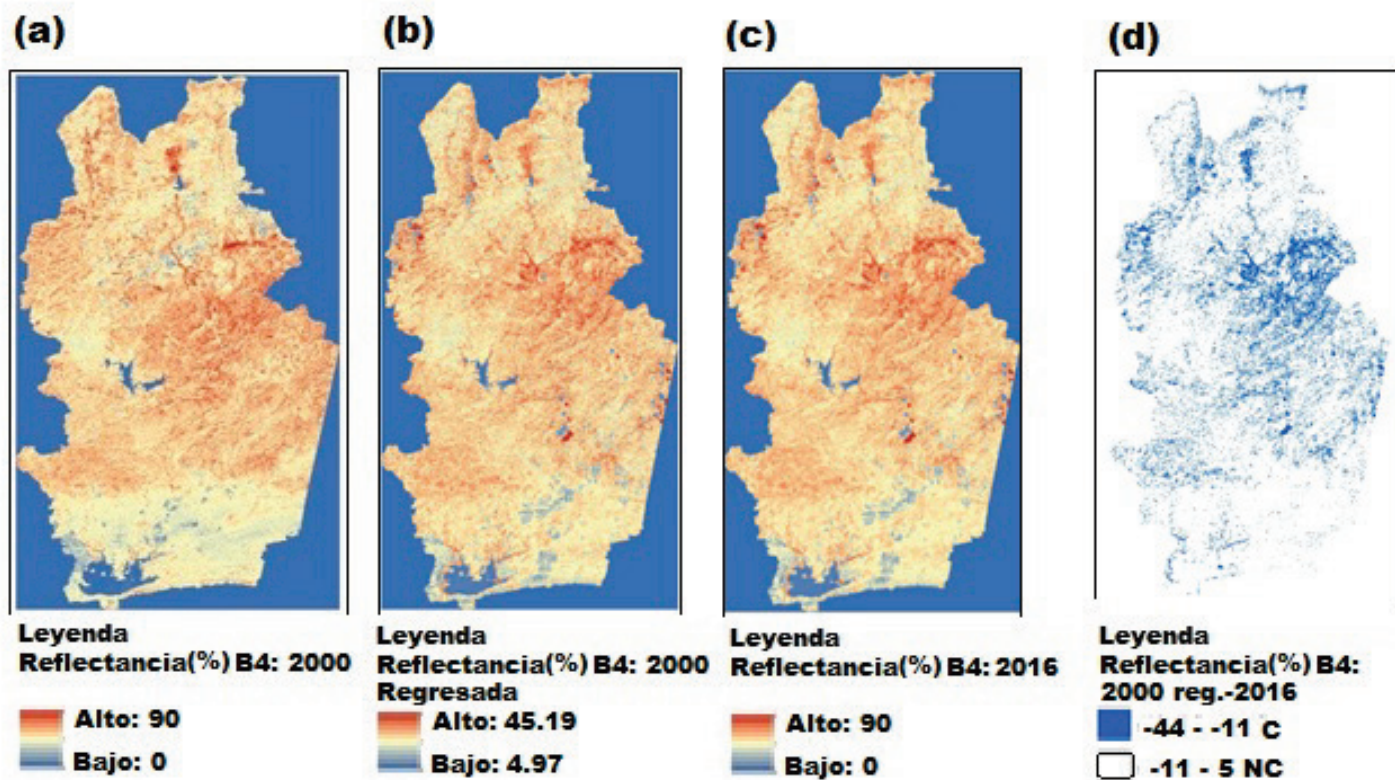 (a)
(b)
(c)
(d)
Leyenda
Reflectancia(%) B4: 2000
Alto: 90
Bajo: 0
Leyenda
Reflectancia(%) B4: 2000
Regresada
Alto: 45.19
Bajo: 4.97
Leyenda
Reflectancia(%) B4: 2016
Alto: 90
Bajo: 0
Leyenda
Reflectancia(%) B4:
2000 reg.-2016
-44 - -11 C
-11 - 5 NC